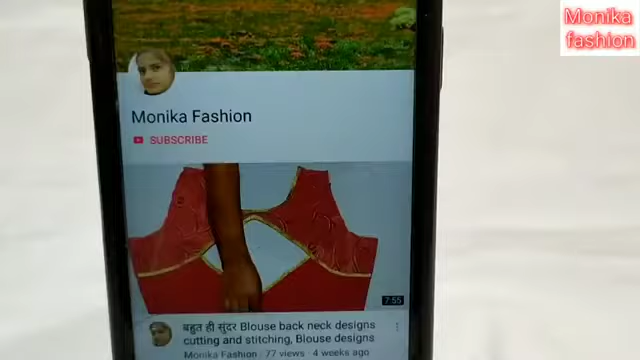 Monika
fashion
Monika Fashion
SUBSCRIBE
7:55
बहुत ही सुंदर Blouse back neck designs
cutting and stitching, Blouse designs
Monika Fashion · 77 views · 4 weeks ago